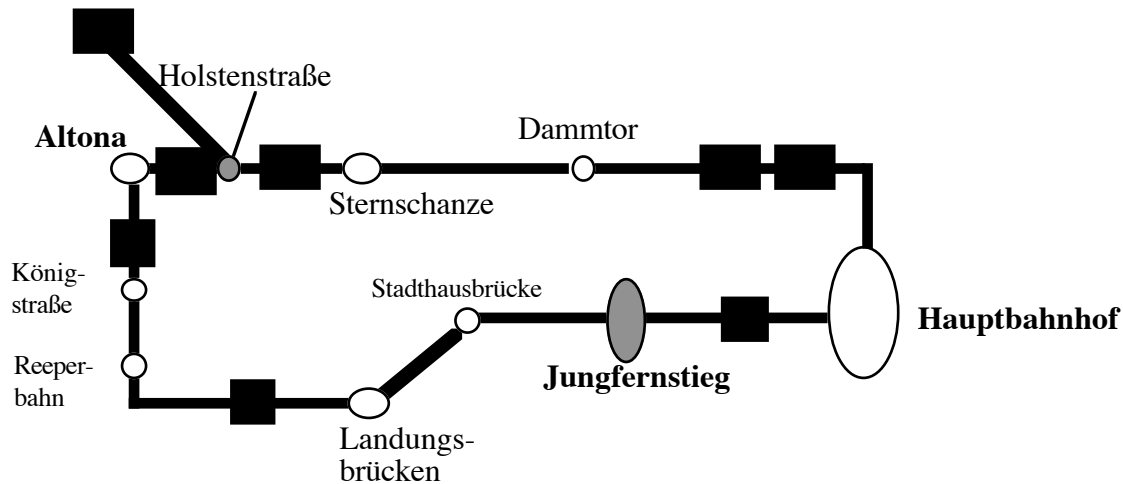 Holstenstraße
Altona
Dammtor
Sternschanze
König-
straße
Stadthausbrücke
Hauptbahnhof
Reeper-
bahn
Jungfernstieg
Landungs-
brücken